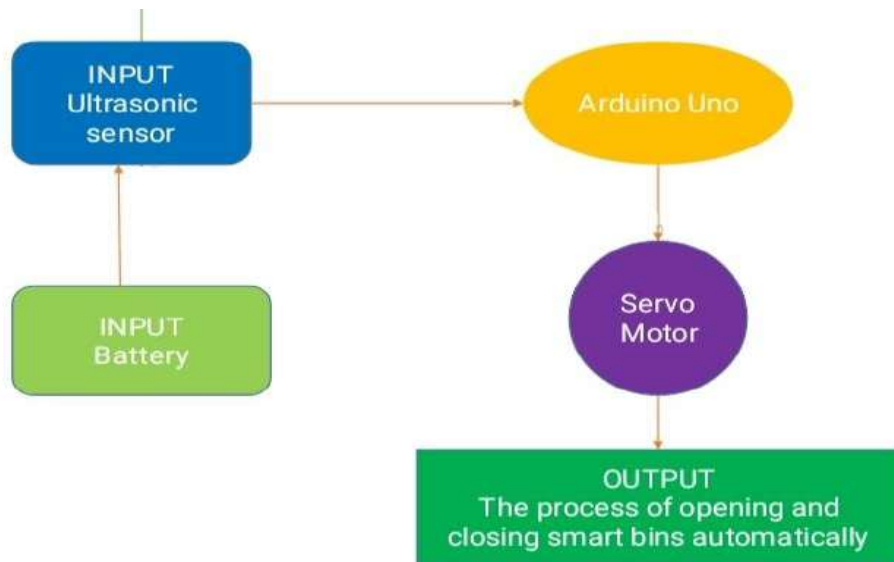 INPUT
Ultrasonic
sensor
Arduino Uno
INPUT
Battery
Servo
Motor
OUTPUT
The process of opening and
closing smart bins automatically